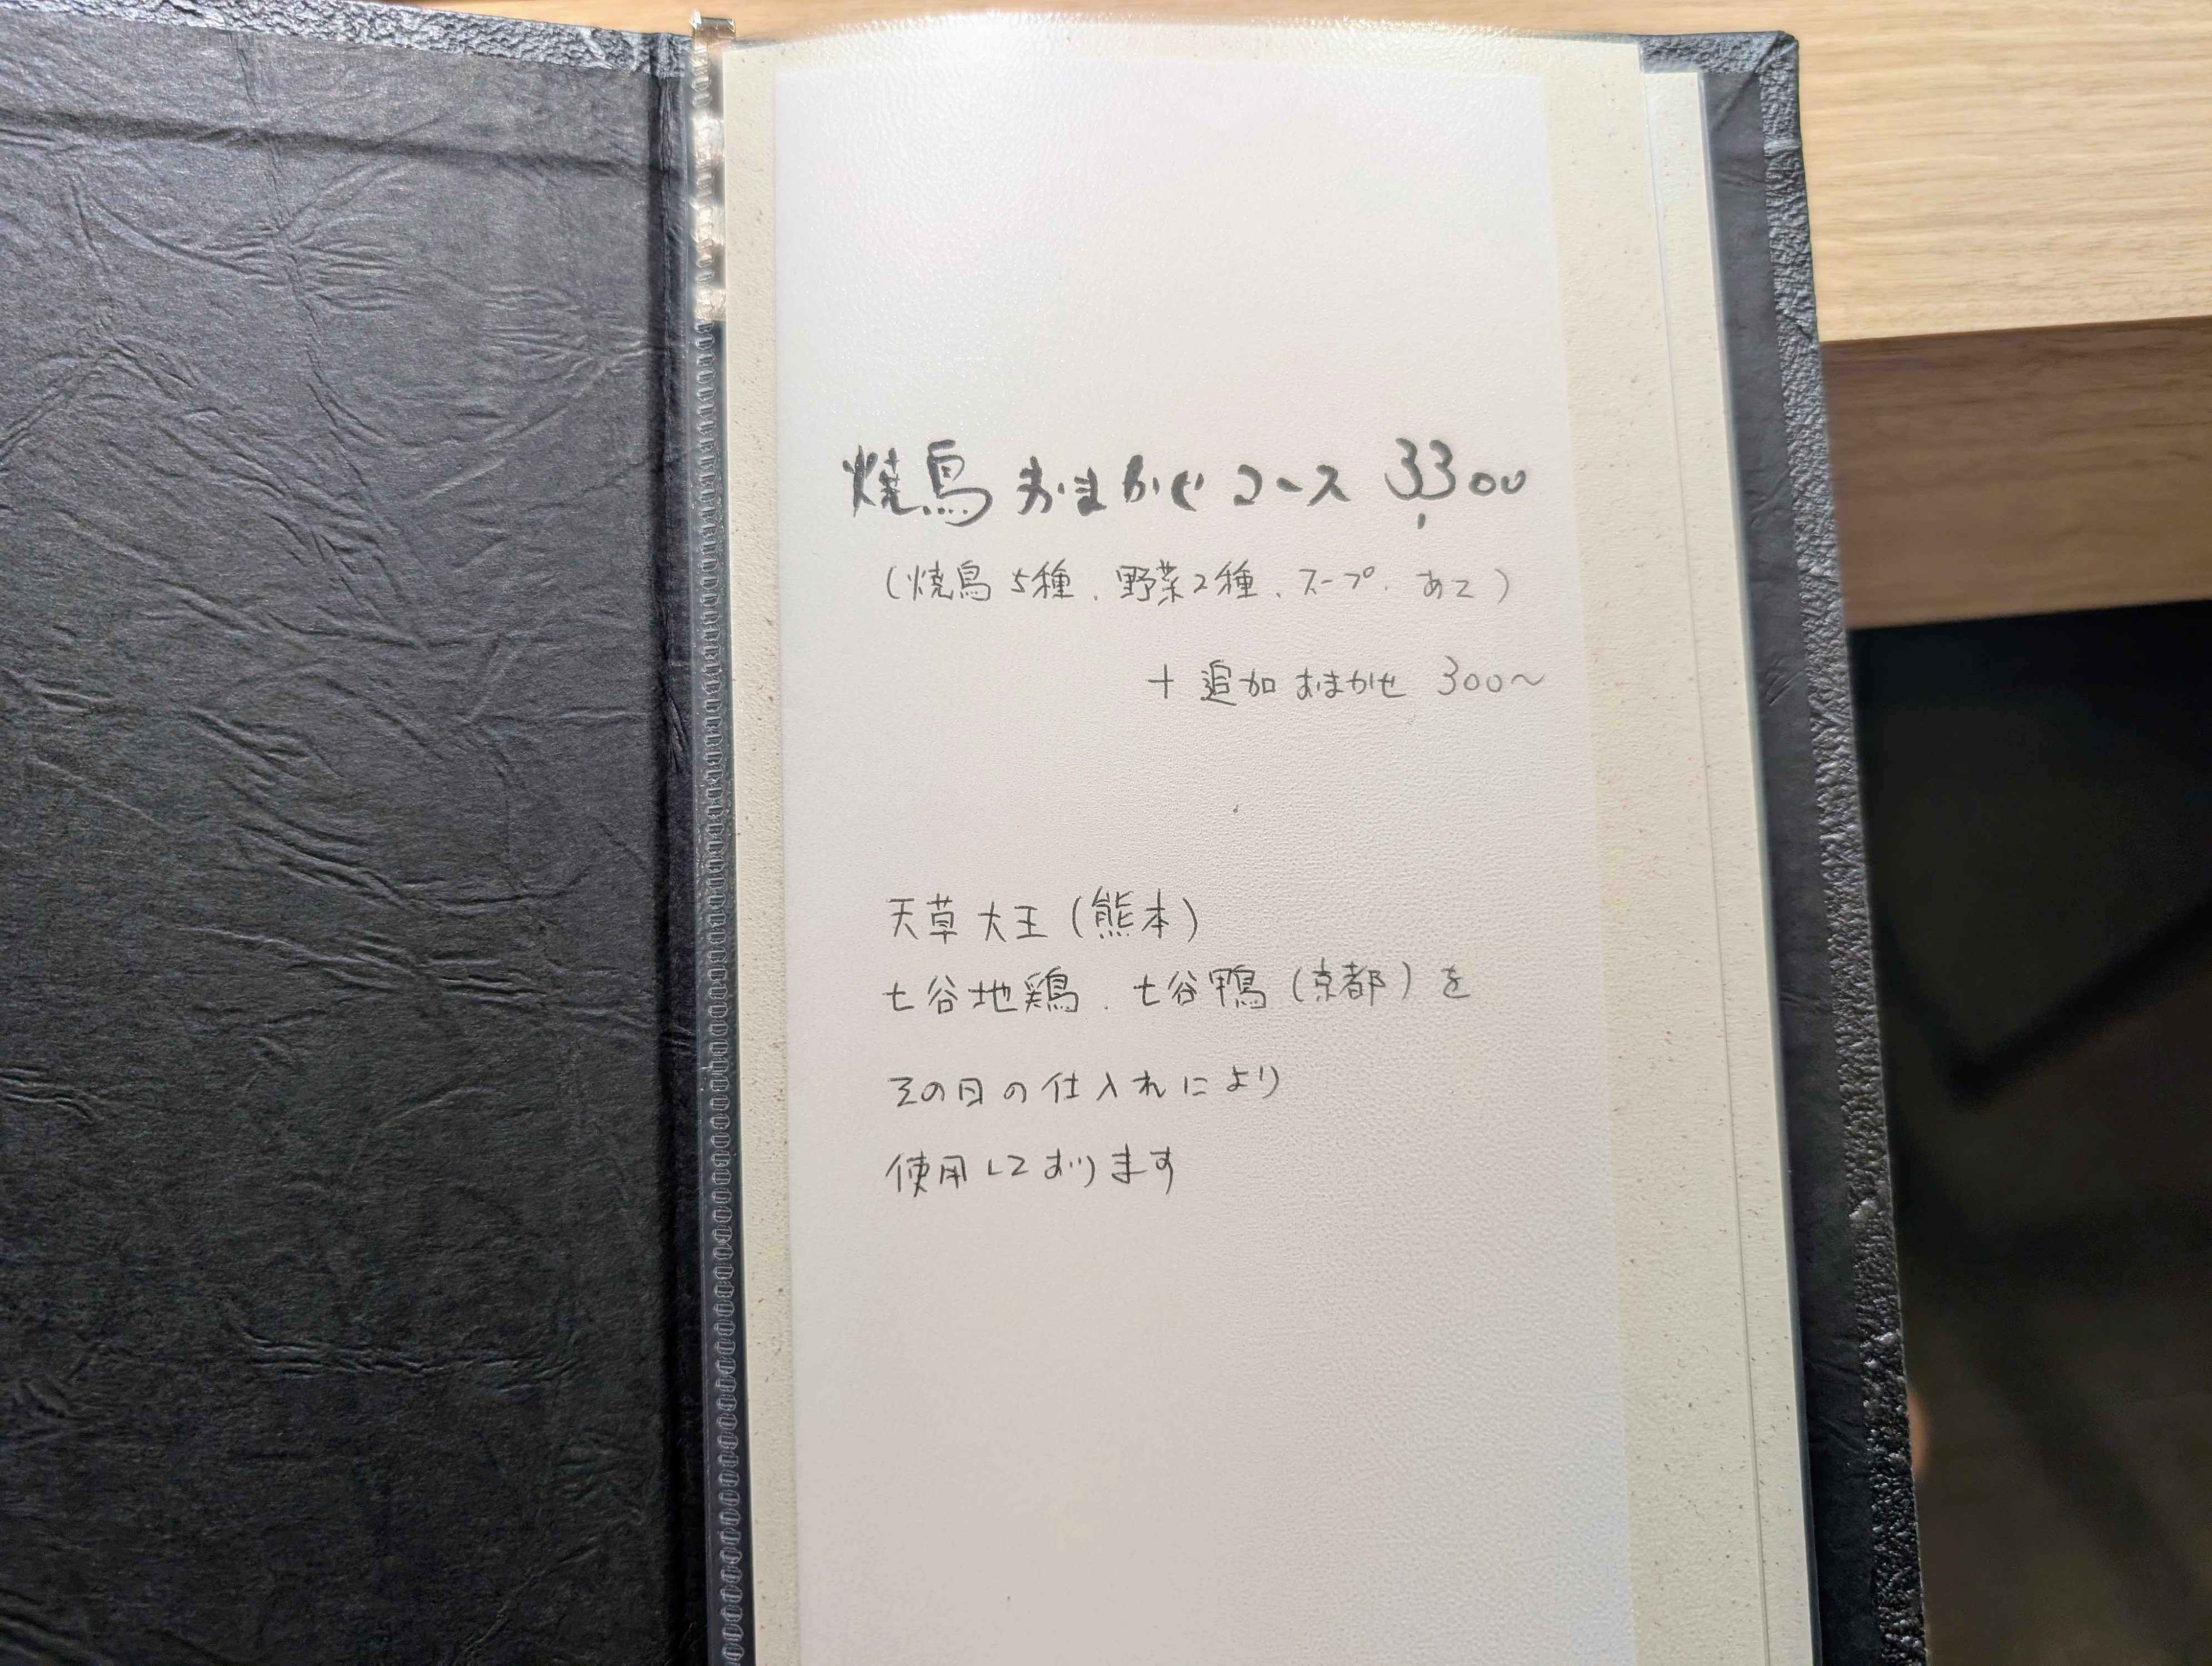 焼鳥 おまかせコース 3,300
(焼鳥5種、野菜2種、スープ、あて)
+ 追加おまかせ 300〜
天草大王(熊本)
七谷地鶏、七谷鴨(京都)を
その日の仕入れにより
使用しております